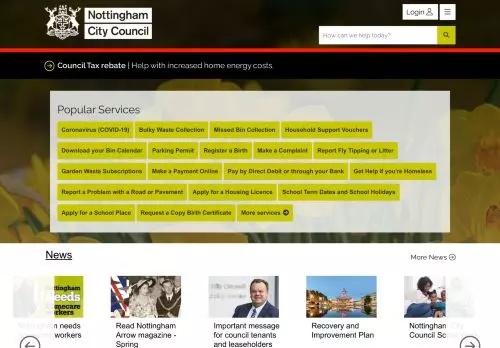 Nottingham
City Council
Login
How can we help today?
Council Tax rebate | Help with increased home energy costs.
Popular Services
Coronavirus (COVID-19)
Bulky Waste Collection
Missed Bin Collection
Household Support Vouchers
Download your Bin Calendar
Parking Permit
Register a Birth
Make a Complaint
Report Fly Tipping or Litter
Garden Waste Subscriptions
Make a Payment Online
Pay by Direct Debit or through your Bank
Get Help if you're Homeless
Report a Problem with a Road or Pavement
Apply for a Housing Licence
School Term Dates and School Holidays
Apply for a School Place
Request a Copy Birth Certificate
More services
News
More News
Nottingham
needs
homecare
workers
Nottingham needs
workers
Read Nottingham
Arrow magazine -
Spring
Important message
for council tenants
and leaseholders
Recovery and
Improvement Plan
Nottingham City
Council